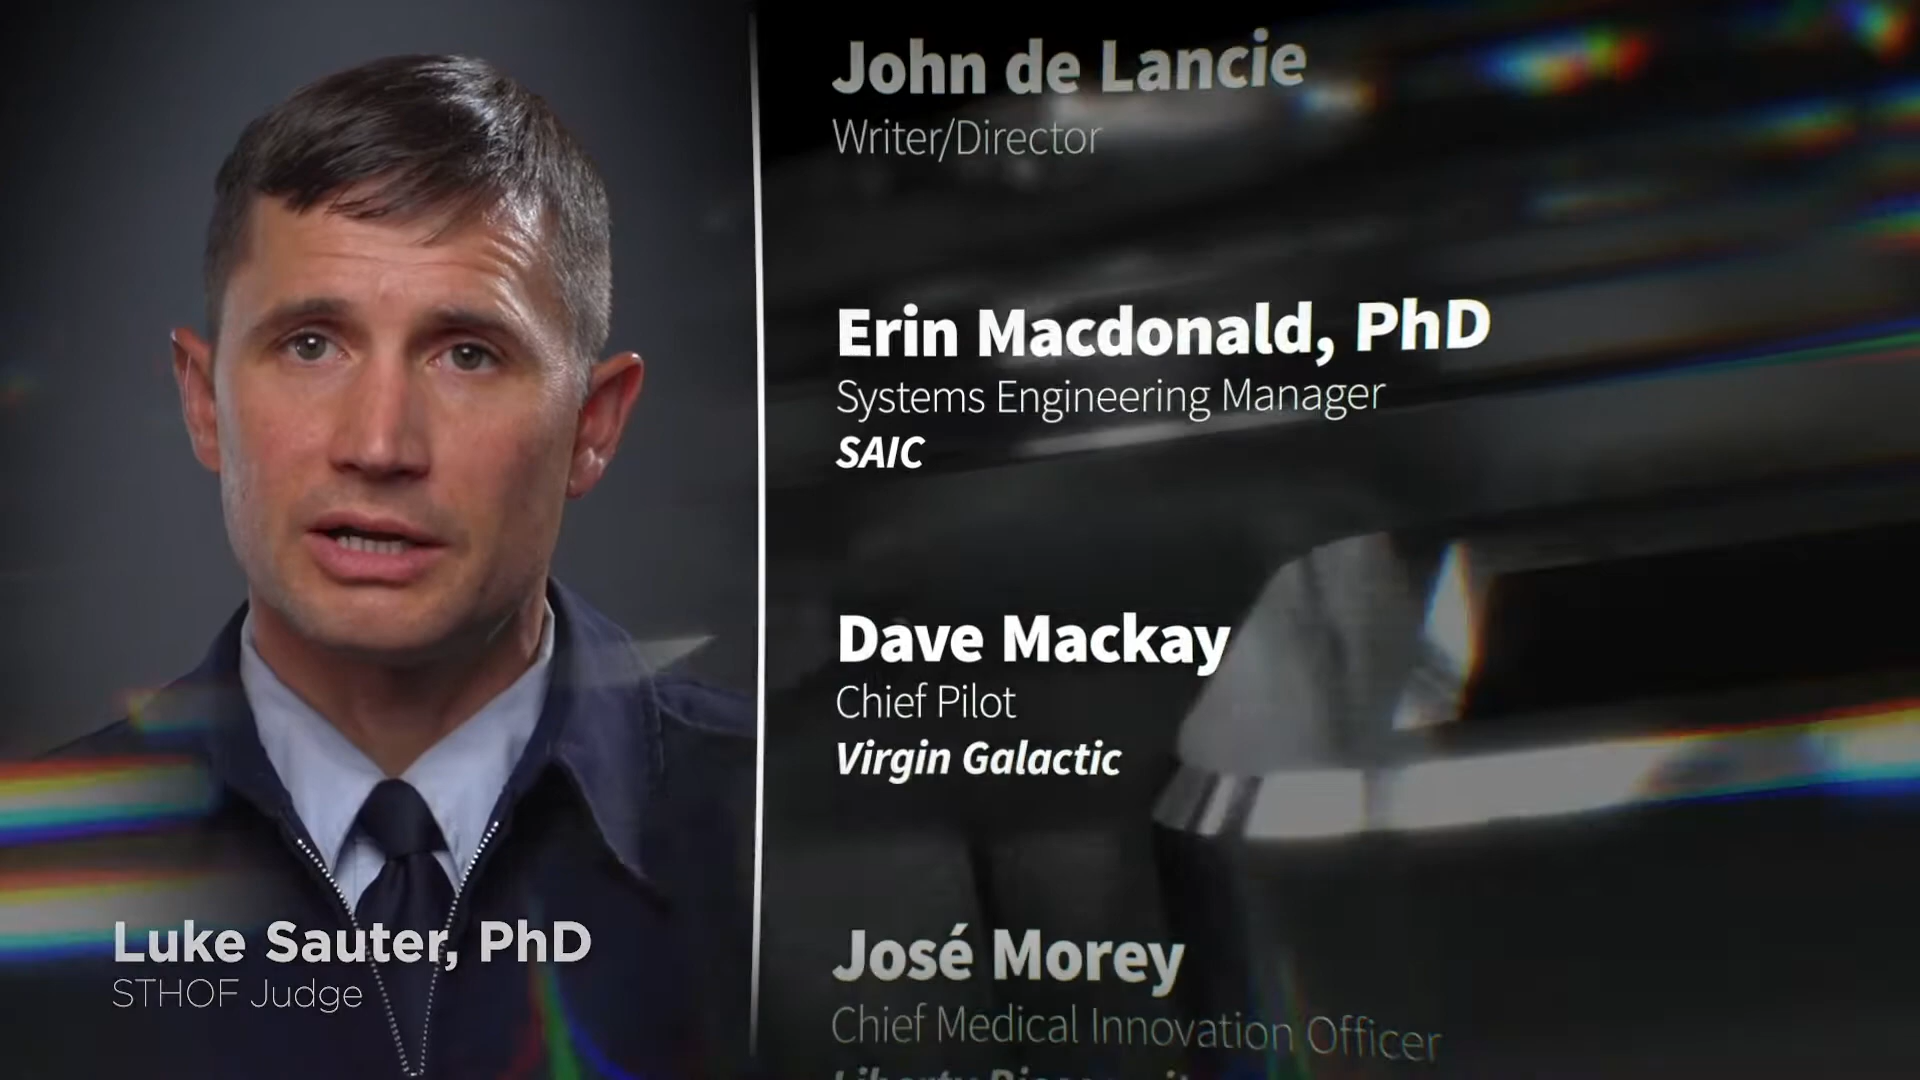 John de Lancie
Writer/Director
Erin Macdonald, PhD
Systems Engineering Manager
SAIC
Dave Mackay
Chief Pilot
Virgin Galactic
José Morey
Chief Medical Innovation Officer
Luke Sauter, PhD
STHOF Judge